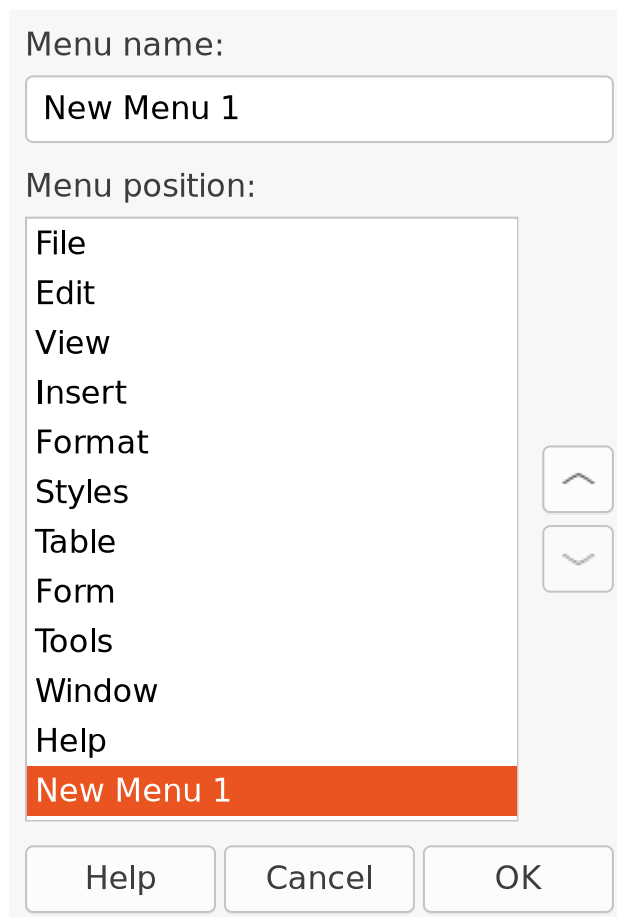 Menu name:
New Menu 1
Menu position:
File
Edit
View
Insert
Format
Styles
Table
Form
Tools
Window
Help
New Menu 1
Help Cancel OK